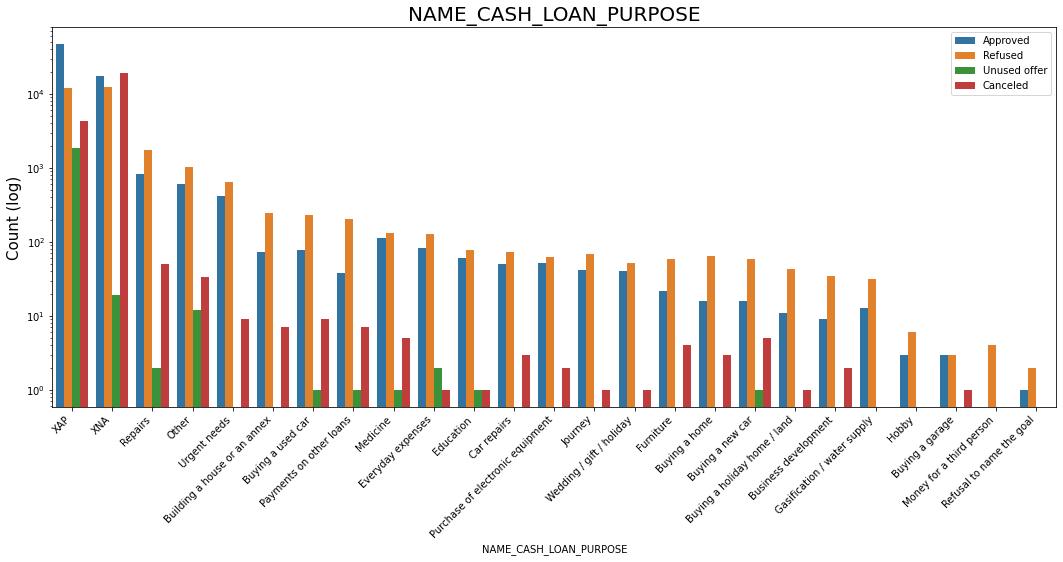 NAME_CASH_LOAN_PURPOSE
Approved
Refused
Unused offer
Canceled
Count (log)
10^4
10^3
10^2
10^1
10^0
XAP
XNA
Repairs
Other
Urgent needs
Building a house or an annex
Buying a used car
Payments on other loans
Medicine
Everyday expenses
Education
Car repairs
Purchase of electronic equipment
Journey
Wedding / gift / holiday
Furniture
Buying a home
Buying a new car
Buying a holiday home / land
Business development
Gasification / water supply
Hobby
Buying a garage
Money for a third person
Refusal to name the goal
NAME_CASH_LOAN_PURPOSE